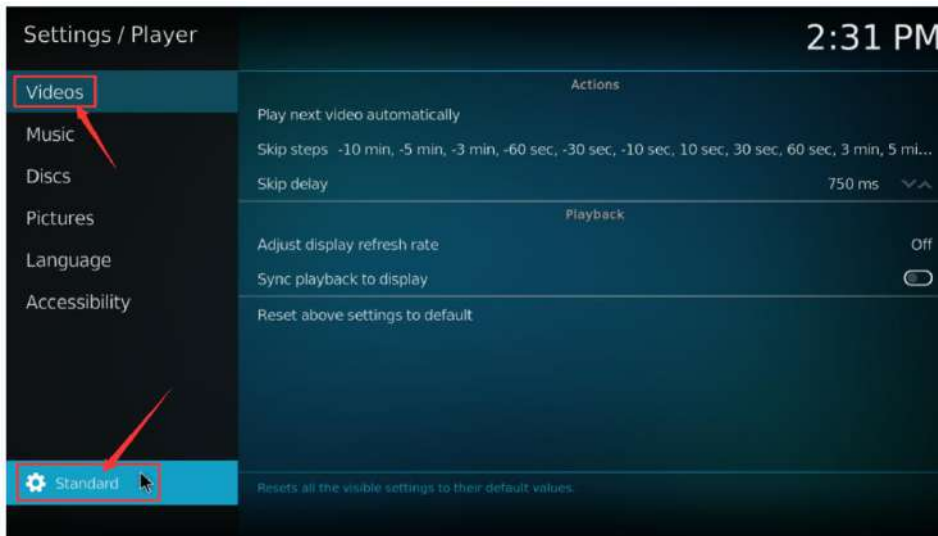 Settings / Player
2:31 PM
Videos
Music
Discs
Pictures
Language
Accessibility
Standard
Actions
Play next video automatically
Skip steps -10 min, -5 min, -3 min, -60 sec, -30 sec, -10 sec, 10 sec, 30 sec, 60 sec, 3 min, 5 mi...
Skip delay 750 ms
Playback
Adjust display refresh rate Off
Sync playback to display
Reset above settings to default
Resets all the visible settings to their default values.